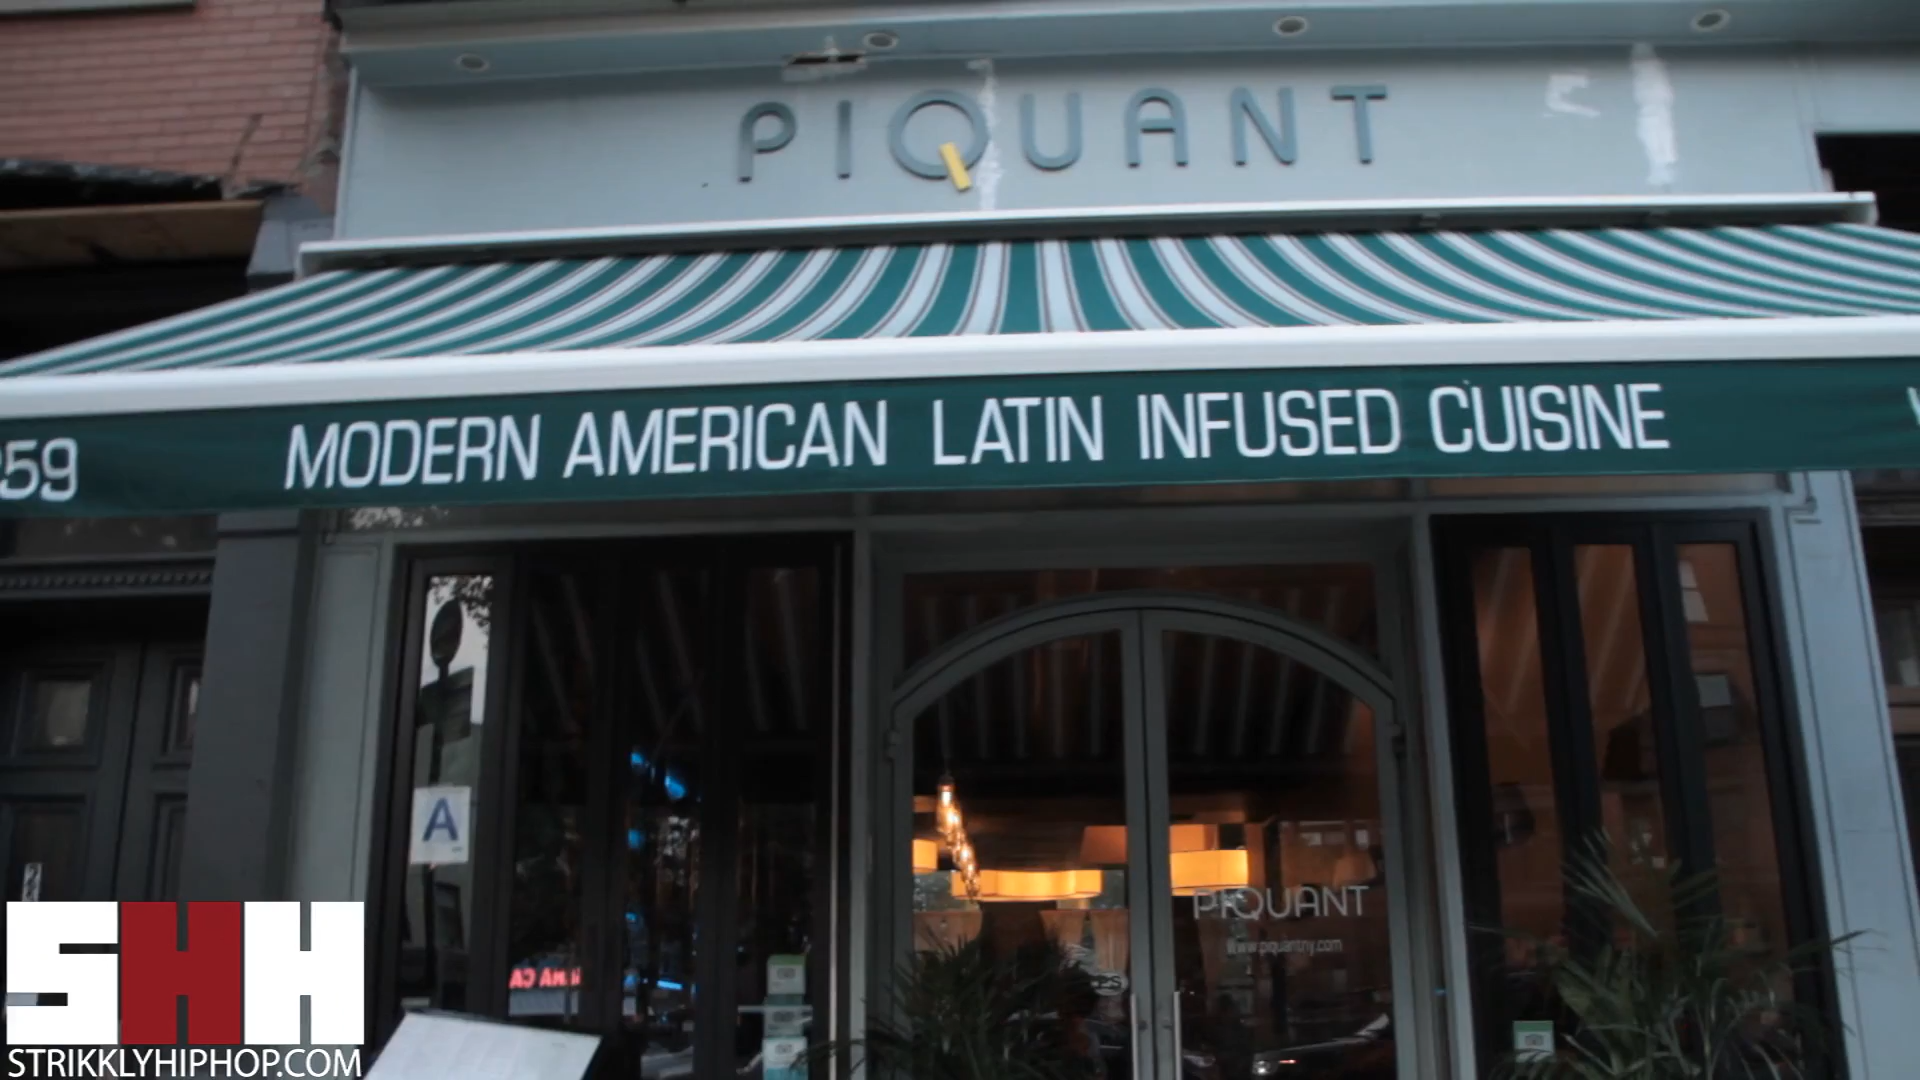 PIQUANT
259 MODERN AMERICAN LATIN INFUSED CUISINE
A
PIQUANT
www.piquantny.com
SHH
STRIKKLYHIPHOP.COM